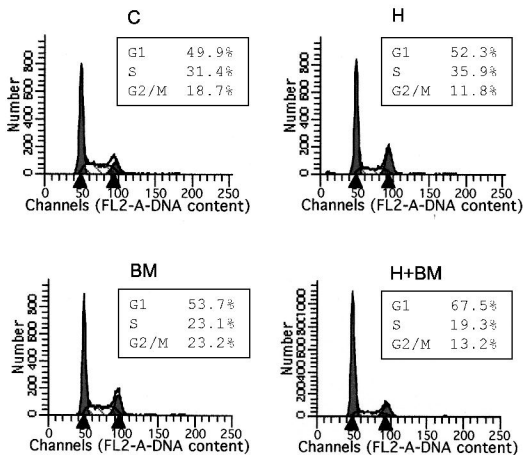 C
G1 49.9%
S 31.4%
G2/M 18.7%
Number
0 200 400 600 800
0 50 100 150 200 250
Channels (FL2-A-DNA content)
H
G1 52.3%
S 35.9%
G2/M 11.8%
Number
0 200 400 600 800
0 50 100 150 200 250
Channels (FL2-A-DNA content)
BM
G1 53.7%
S 23.1%
G2/M 23.2%
Number
0 200 400 600 800
0 50 100 150 200 250
Channels (FL2-A-DNA content)
H+BM
G1 67.5%
S 19.3%
G2/M 13.2%
Number
0 200 400 600 800 1000
0 50 100 150 200 250
Channels (FL2-A-DNA content)